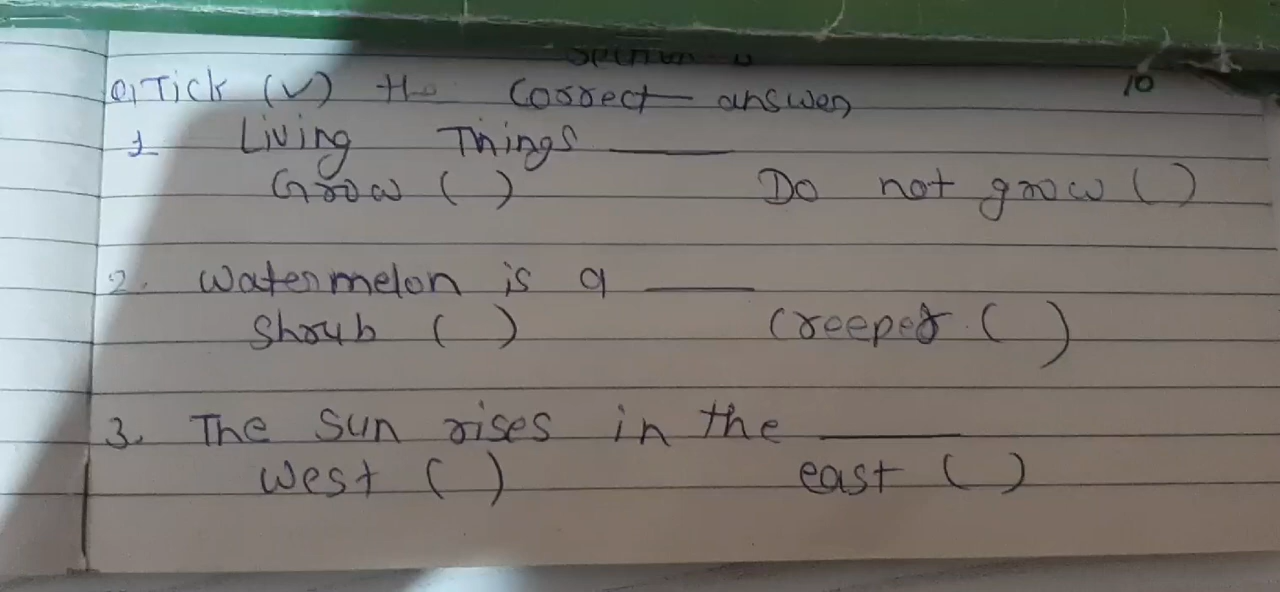 Q1 Tick (✓) the Correct answer 10
1 Living Things ____
Grow ( ) Do not grow ( )
2. Watermelon is a ____
Shrub ( ) Creeper ( )
3. The Sun rises in the ____
West ( ) east ( )